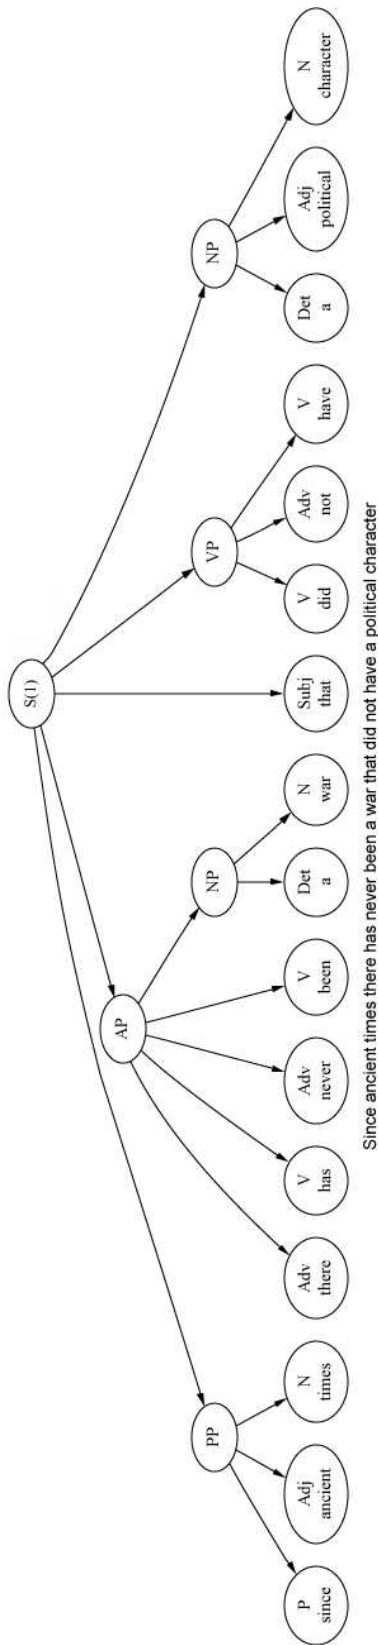 S(1)
AP
PP
NP
VP
NP
P
since
Adj
ancient
N
times
Adv
there
V
has
Adv
never
V
been
Det
a
N
war
Subj
that
V
did
Adv
not
V
have
Det
a
Adj
political
N
character
Since ancient times there has never been a war that did not have a political character